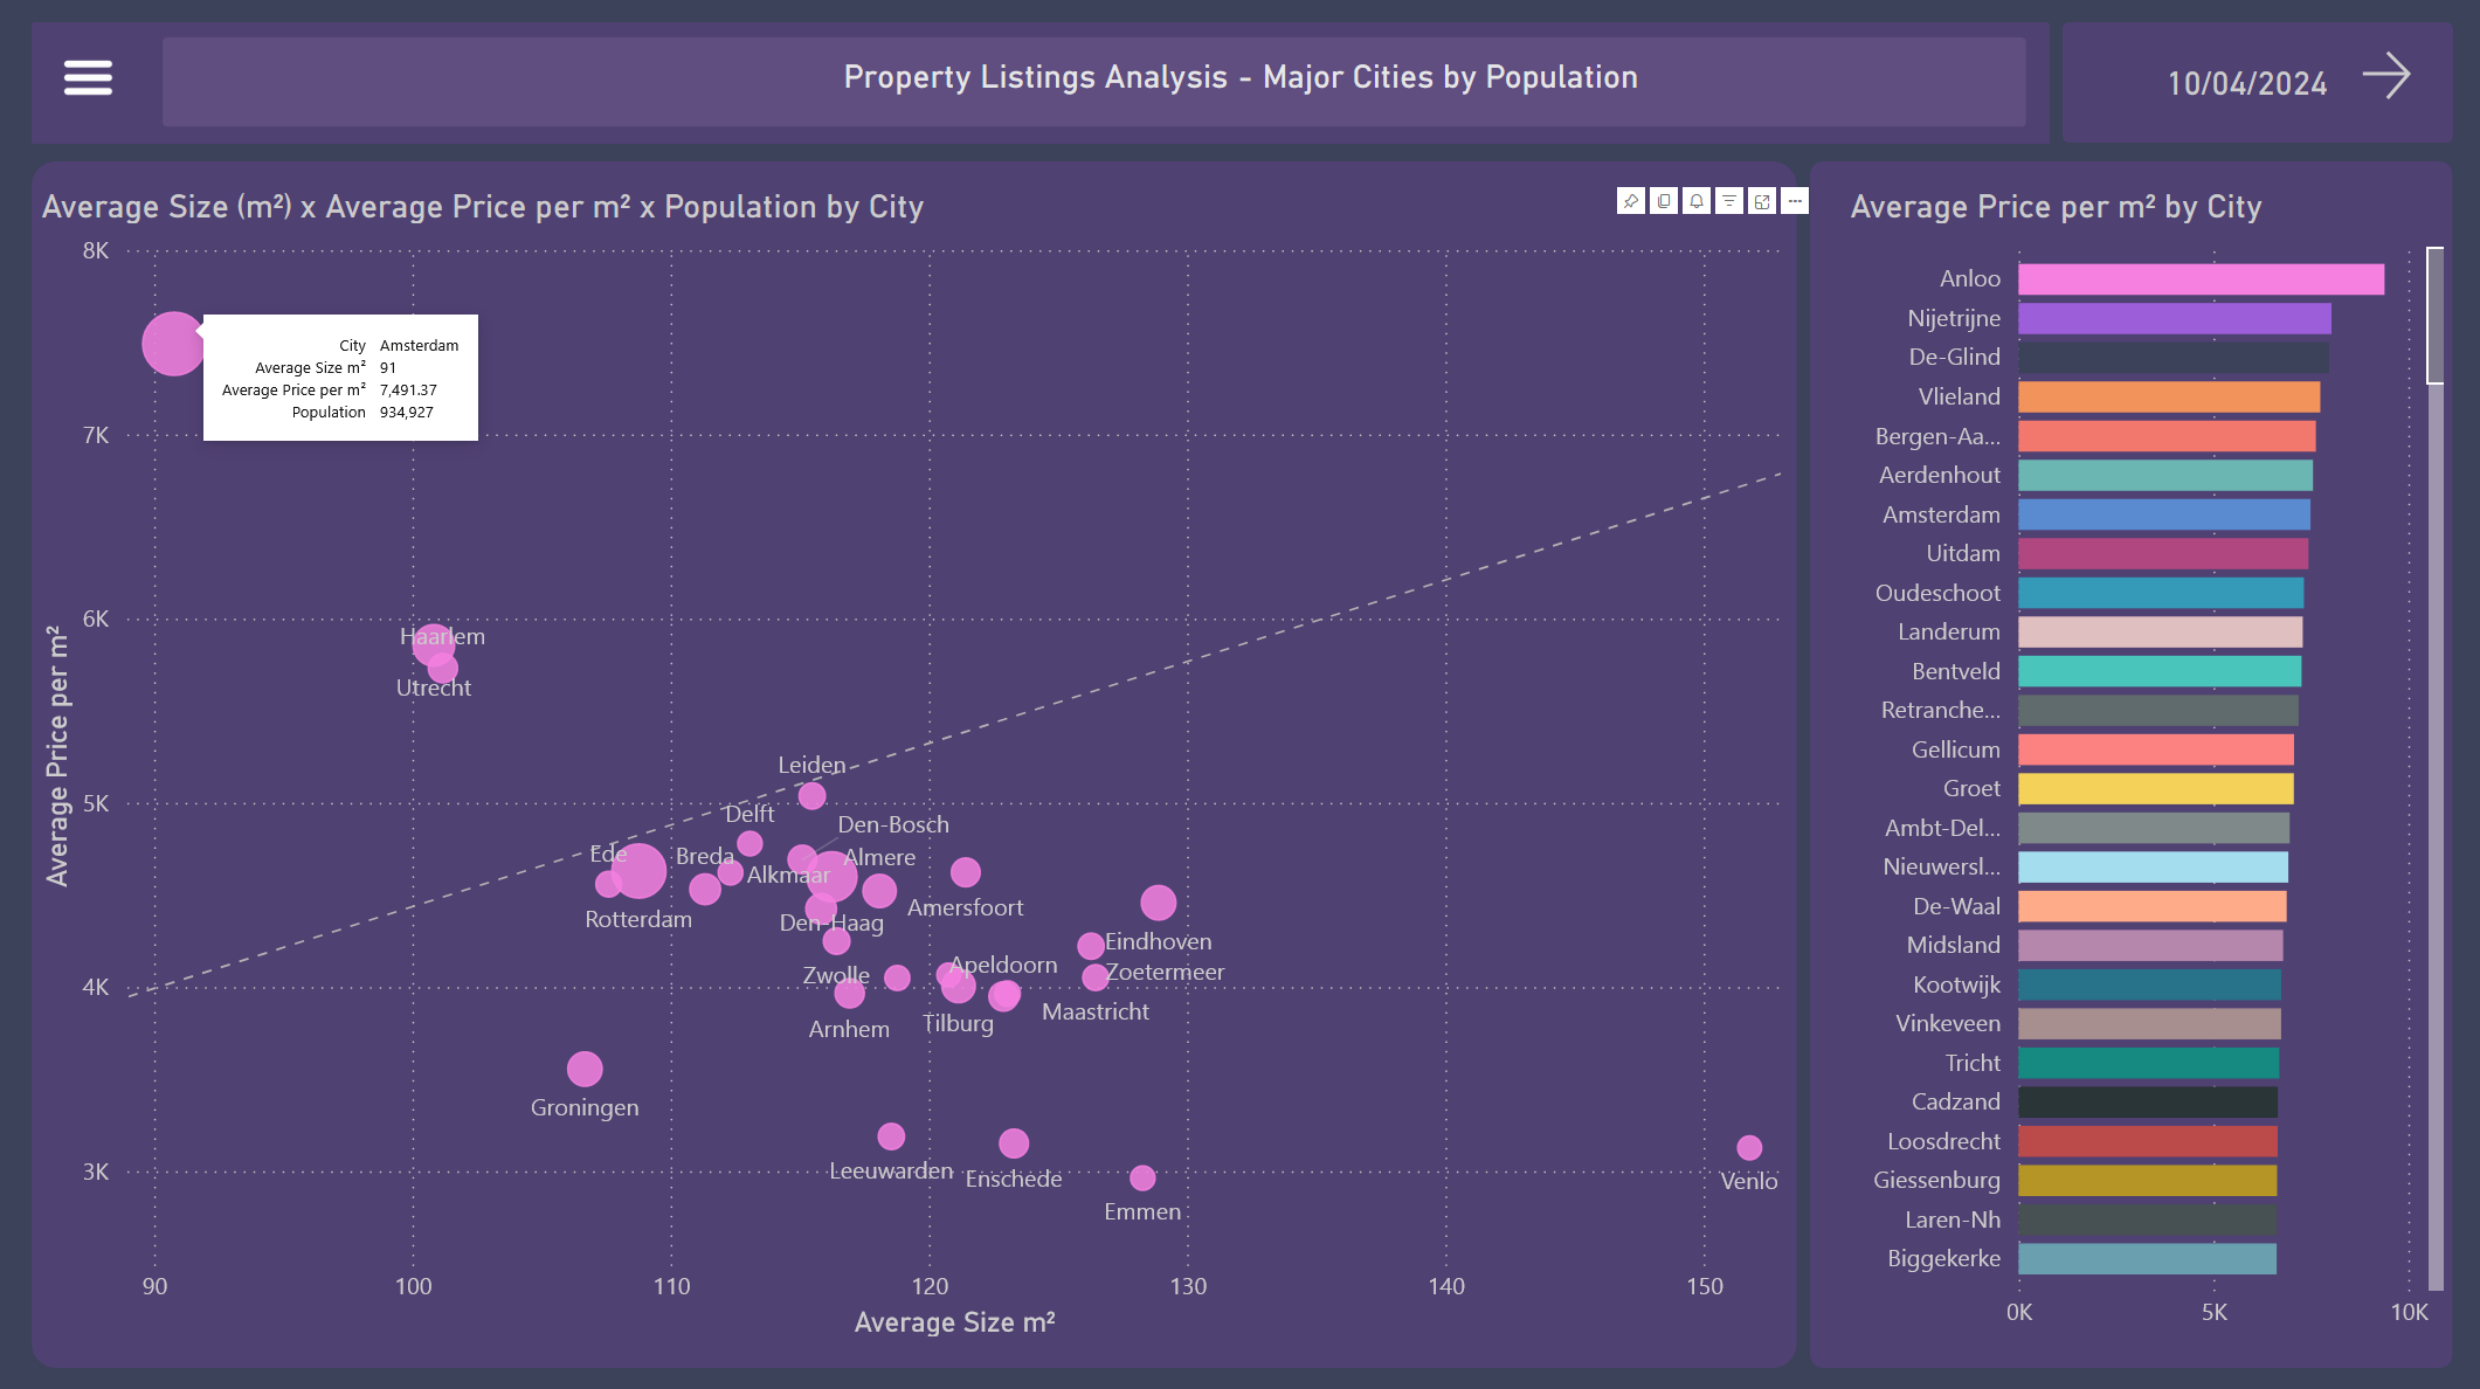 Property Listings Analysis - Major Cities by Population
10/04/2024
Average Size (m²) x Average Price per m² x Population by City
8K
7K
6K
5K
4K
3K
Average Price per m²
City Amsterdam
Average Size m² 91
Average Price per m² 7,491.37
Population 934,927
Haarlem
Utrecht
Leiden
Delft
Den-Bosch
Ede
Breda
Almere
Alkmaar
Rotterdam
Den-Haag
Amersfoort
Eindhoven
Zwolle
Apeldoorn
Zoetermeer
Arnhem
Tilburg
Maastricht
Groningen
Leeuwarden
Enschede
Emmen
Venlo
90 100 110 120 130 140 150
Average Size m²
Average Price per m² by City
Anloo
Nijetrijne
De-Glind
Vlieland
Bergen-Aa...
Aerdenhout
Amsterdam
Uitdam
Oudeschoot
Landerum
Bentveld
Retranche...
Gellicum
Groet
Ambt-Del...
Nieuwersl...
De-Waal
Midsland
Kootwijk
Vinkeveen
Tricht
Cadzand
Loosdrecht
Giessenburg
Laren-Nh
Biggekerke
0K 5K 10K